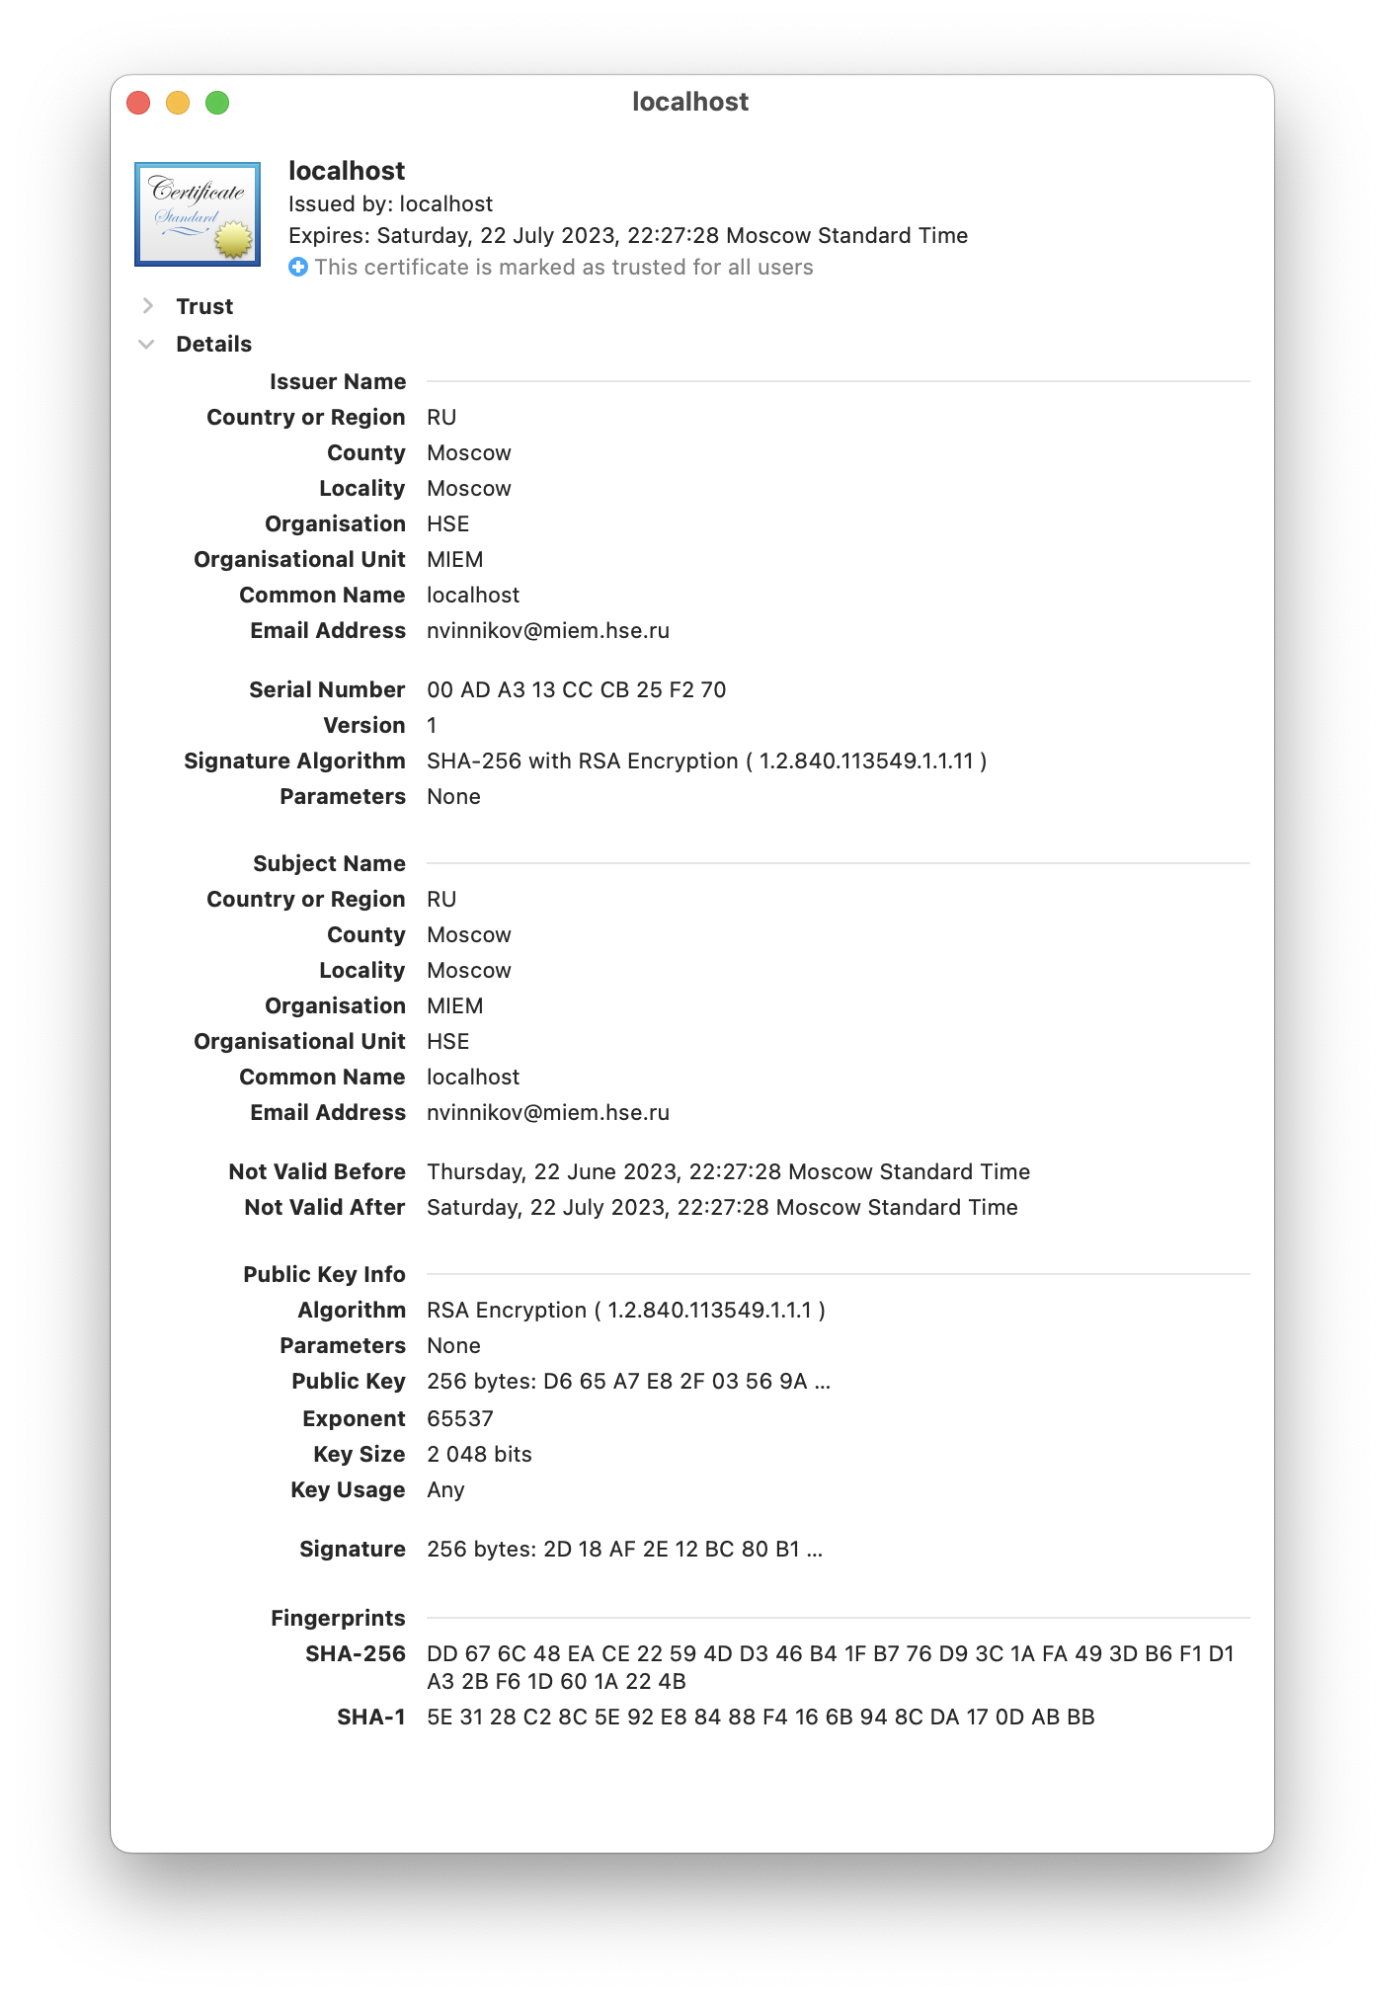 localhost
Certificate
Standard
localhost
Issued by: localhost
Expires: Saturday, 22 July 2023, 22:27:28 Moscow Standard Time
This certificate is marked as trusted for all users
Trust
Details
Issuer Name
Country or Region RU
County Moscow
Locality Moscow
Organisation HSE
Organisational Unit MIEM
Common Name localhost
Email Address nvinnikov@miem.hse.ru
Serial Number 00 AD A3 13 CC CB 25 F2 70
Version 1
Signature Algorithm SHA-256 with RSA Encryption ( 1.2.840.113549.1.1.11 )
Parameters None
Subject Name
Country or Region RU
County Moscow
Locality Moscow
Organisation MIEM
Organisational Unit HSE
Common Name localhost
Email Address nvinnikov@miem.hse.ru
Not Valid Before Thursday, 22 June 2023, 22:27:28 Moscow Standard Time
Not Valid After Saturday, 22 July 2023, 22:27:28 Moscow Standard Time
Public Key Info
Algorithm RSA Encryption ( 1.2.840.113549.1.1.1 )
Parameters None
Public Key 256 bytes: D6 65 A7 E8 2F 03 56 9A ...
Exponent 65537
Key Size 2 048 bits
Key Usage Any
Signature 256 bytes: 2D 18 AF 2E 12 BC 80 B1 ...
Fingerprints
SHA-256 DD 67 6C 48 EA CE 22 59 4D D3 46 B4 1F B7 76 D9 3C 1A FA 49 3D B6 F1 D1
A3 2B F6 1D 60 1A 22 4B
SHA-1 5E 31 28 C2 8C 5E 92 E8 84 88 F4 16 6B 94 8C DA 17 0D AB BB